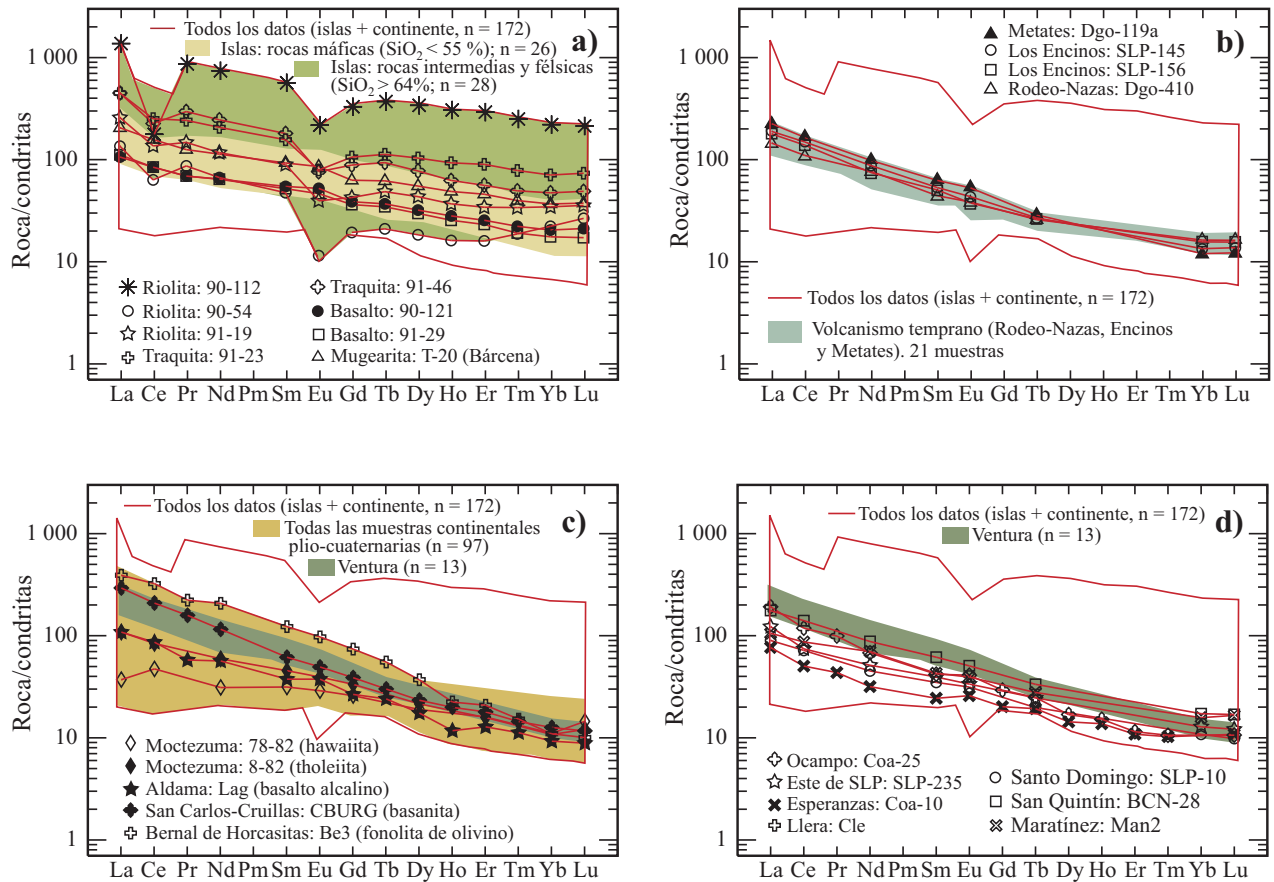 Todos los datos (islas + continente, n = 172)
Islas: rocas máficas (SiO2 < 55 %); n = 26)
Islas: rocas intermedias y félsicas
(SiO2 > 64%; n = 28)
a)
1 000
100
10
1
Roca/condritas
Riolita: 90-112
Riolita: 90-54
Riolita: 91-19
Traquita: 91-23
Traquita: 91-46
Basalto: 90-121
Basalto: 91-29
Mugearita: T-20 (Bárcena)
La Ce Pr Nd Pm Sm Eu Gd Tb Dy Ho Er Tm Yb Lu
b)
Metates: Dgo-119a
Los Encinos: SLP-145
Los Encinos: SLP-156
Rodeo-Nazas: Dgo-410
1 000
100
10
1
Roca/condritas
Todos los datos (islas + continente, n = 172)
Volcanismo temprano (Rodeo-Nazas, Encinos
y Metates). 21 muestras
La Ce Pr Nd Pm Sm Eu Gd Tb Dy Ho Er Tm Yb Lu
Todos los datos (islas + continente, n = 172)
c)
Todas las muestras continentales
plio-cuaternarias (n = 97)
Ventura (n = 13)
1 000
100
10
1
Roca/condritas
Moctezuma: 78-82 (hawaiita)
Moctezuma: 8-82 (tholeiita)
Aldama: Lag (basalto alcalino)
San Carlos-Cruillas: CBURG (basanita)
Bernal de Horcasitas: Be3 (fonolita de olivino)
La Ce Pr Nd Pm Sm Eu Gd Tb Dy Ho Er Tm Yb Lu
Todos los datos (islas + continente, n = 172)
d)
Ventura (n = 13)
1 000
100
10
1
Roca/condritas
Ocampo: Coa-25
Este de SLP: SLP-235
Esperanzas: Coa-10
Llera: Cle
Santo Domingo: SLP-10
San Quintín: BCN-28
Maratínez: Man2
La Ce Pr Nd Pm Sm Eu Gd Tb Dy Ho Er Tm Yb Lu